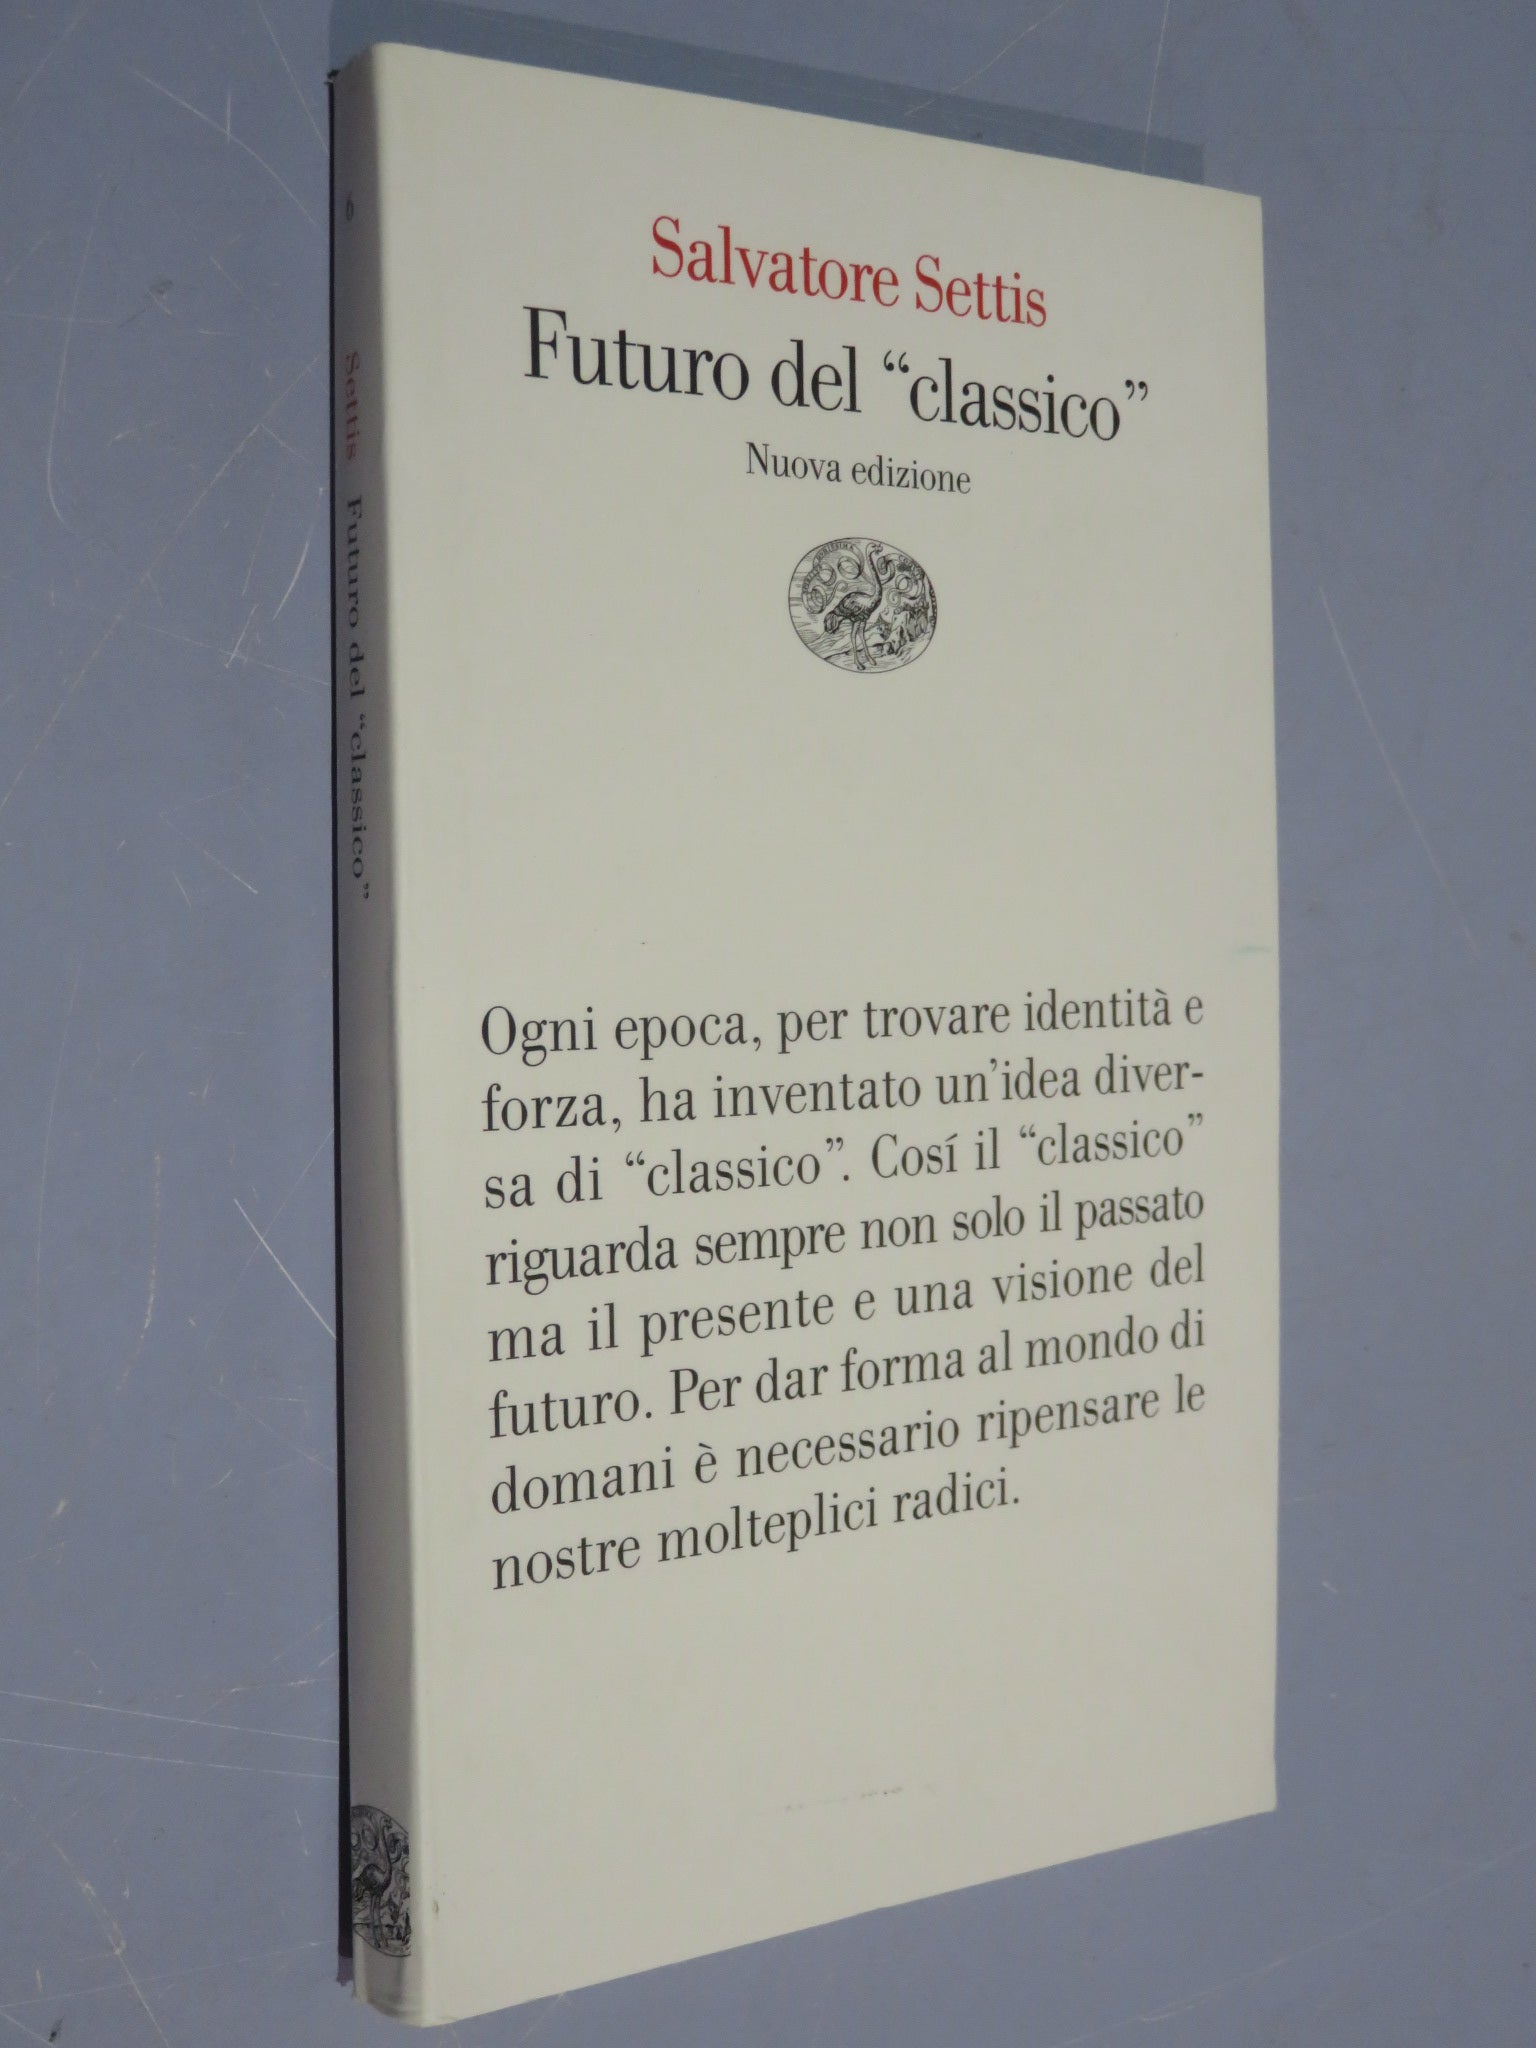 Salvatore Settis
Futuro del “classico”
Nuova edizione
Ogni epoca, per trovare identità e
forza, ha inventato un’idea diver-
sa di “classico”. Cosí il “classico”
riguarda sempre non solo il passato
ma il presente e una visione del
futuro. Per dar forma al mondo di
domani è necessario ripensare le
nostre molteplici radici.
6
Settis Futuro del “classico”